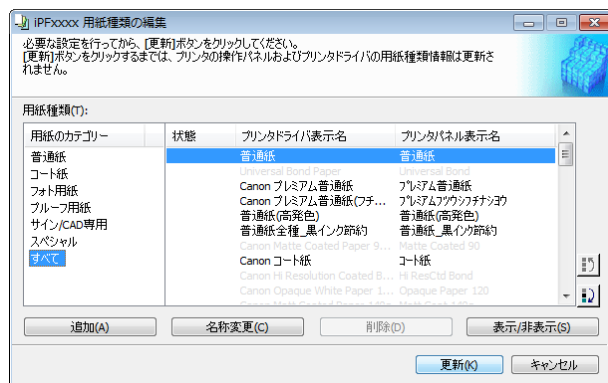 iPFxxxx 用紙種類の編集
必要な設定を行ってから、[更新]ボタンをクリックしてください。
[更新]ボタンをクリックするまでは、プリンタの操作パネルおよびプリンタドライバの用紙種類情報は更新さ
れません。
用紙種類(T):
用紙のカテゴリー 状態 プリンタドライバ表示名 プリンタパネル表示名
普通紙 普通紙 普通紙
コート紙 Universal Bond Paper Universal Bond
フォト用紙 Canon プレミアム普通紙 プレミアム普通紙
プルーフ用紙 Canon プレミアム普通紙(フチ... プレミアムフツウシフチナシヨウ
サイン/CAD専用 普通紙(高発色) 普通紙(高発色)
スペシャル 普通紙全種_黒インク節約 普通紙_黒インク節約
すべて Canon Matte Coated Paper 9... Matte Coated 90
Canon コート紙 コート紙
Canon Hi Resolution Coated B... Hi ResCtd Bond
Canon Opaque White Paper 1... Opaque Paper 120
追加(A) 名称変更(C) 削除(D) 表示/非表示(S)
更新(K) キャンセル